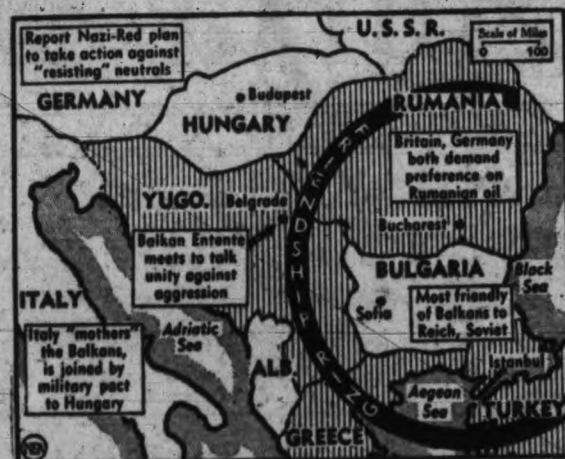 Report Nazi-Red plan
to take action against
"resisting" neutrals
U. S. S. R.
Scale of Miles
0 100
GERMANY
Budapest
HUNGARY
RUMANIA
Britain, Germany
both demand
preference on
Rumanian oil
YUGO.
Belgrade
Bucharest
Balkan Entente
meets to talk
unity against
aggression
FRIENDSHIP RING
BULGARIA
Black
Sea
Sofia
Most friendly
of Balkans to
Reich, Soviet
ITALY
Adriatic
Sea
Italy "mothers"
the Balkans,
is joined by
military pact
to Hungary
ALB.
Istanbul
Aegean
Sea
TURKEY
GREECE
NEA